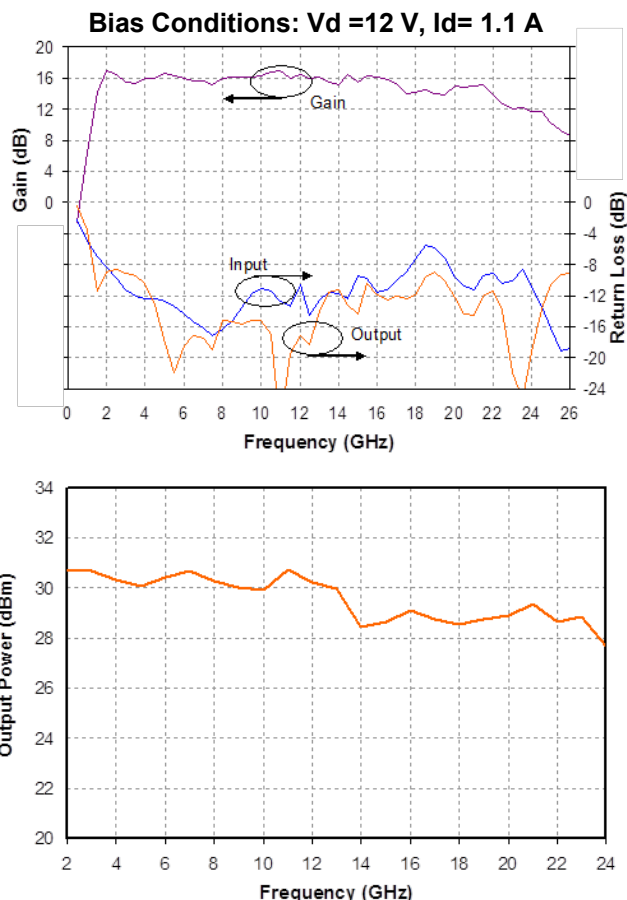 Bias Conditions: Vd =12 V, Id= 1.1 A
20
16
12
8
4
0
Gain (dB)
Gain
0
-4
-8
-12
-16
-20
-24
Return Loss (dB)
Input
Output
0 2 4 6 8 10 12 14 16 18 20 22 24 26
Frequency (GHz)
34
32
30
28
26
24
22
20
Output Power (dBm)
2 4 6 8 10 12 14 16 18 20 22 24
Frequency (GHz)